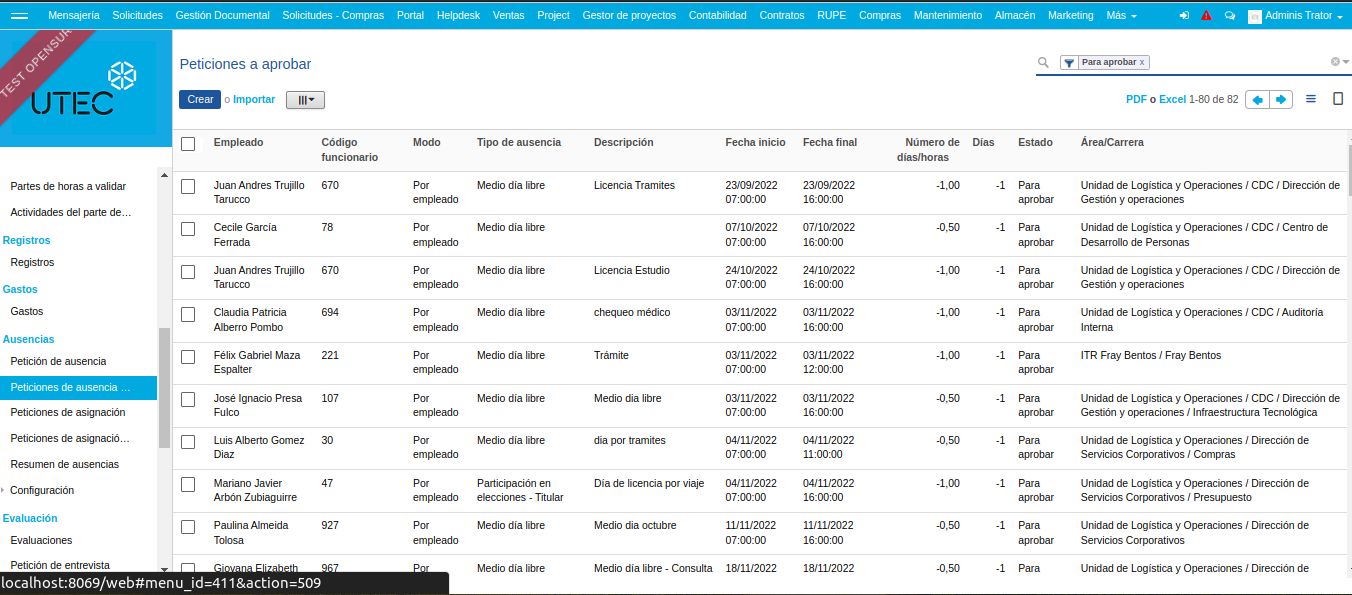 Mensajería Solicitudes Gestión Documental Solicitudes - Compras Portal Helpdesk Ventas Project Gestor de proyectos Contabilidad Contratos RUPE Compras Mantenimiento Almacén Marketing Más Adminis Trator
TEST OPENSUR
UTEC
Peticiones a aprobar
Para aprobar x
Crear o Importar
PDF o Excel 1-80 de 82
Partes de horas a validar
Actividades del parte de…
Registros
Registros
Gastos
Gastos
Ausencias
Petición de ausencia
Peticiones de ausencia …
Peticiones de asignación
Peticiones de asignació…
Resumen de ausencias
Configuración
Evaluación
Evaluaciones
Petición de entrevista
Empleado Código Modo Tipo de ausencia Descripción Fecha inicio Fecha final Número de Días Estado Área/Carrera
funcionario días/horas
Juan Andres Trujillo 670 Por Medio día libre Licencia Tramites 23/09/2022 23/09/2022 -1,00 -1 Para Unidad de Logística y Operaciones / CDC / Dirección de
Tarucco empleado 07:00:00 16:00:00 aprobar Gestión y operaciones
Cecile García 78 Por Medio día libre 07/10/2022 07/10/2022 -0,50 -1 Para Unidad de Logística y Operaciones / CDC / Centro de
Ferrada empleado 07:00:00 16:00:00 aprobar Desarrollo de Personas
Juan Andres Trujillo 670 Por Medio día libre Licencia Estudio 24/10/2022 24/10/2022 -1,00 -1 Para Unidad de Logística y Operaciones / CDC / Dirección de
Tarucco empleado 07:00:00 16:00:00 aprobar Gestión y operaciones
Claudia Patricia 694 Por Medio día libre chequeo médico 03/11/2022 03/11/2022 -1,00 -1 Para Unidad de Logística y Operaciones / CDC / Auditoría
Alberro Pombo empleado 07:00:00 16:00:00 aprobar Interna
Félix Gabriel Maza 221 Por Medio día libre Trámite 03/11/2022 03/11/2022 -1,00 -1 Para ITR Fray Bentos / Fray Bentos
Espalter empleado 07:00:00 12:00:00 aprobar
José Ignacio Presa 107 Por Medio día libre Medio dia libre 03/11/2022 03/11/2022 -0,50 -1 Para Unidad de Logística y Operaciones / CDC / Dirección de
Fulco empleado 07:00:00 16:00:00 aprobar Gestión y operaciones / Infraestructura Tecnológica
Luis Alberto Gomez 30 Por Medio día libre dia por tramites 04/11/2022 04/11/2022 -0,50 -1 Para Unidad de Logística y Operaciones / Dirección de
Diaz empleado 07:00:00 11:00:00 aprobar Servicios Corporativos / Compras
Mariano Javier 47 Por Participación en Día de licencia por viaje 04/11/2022 04/11/2022 -1,00 -1 Para Unidad de Logística y Operaciones / Dirección de
Arbón Zubiaguirre empleado elecciones - Titular 07:00:00 16:00:00 aprobar Servicios Corporativos / Presupuesto
Paulina Almeida 927 Por Medio día libre Medio dia octubre 11/11/2022 11/11/2022 -0,50 -1 Para Unidad de Logística y Operaciones / Dirección de
Tolosa empleado 07:00:00 16:00:00 aprobar Servicios Corporativos
Giovana Elizabeth 967 Por Medio día libre Medio día libre - Consulta 18/11/2022 18/11/2022 -0,50 -1 Para Unidad de Logística y Operaciones / Dirección de
localhost:8069/web#menu_id=411&action=509